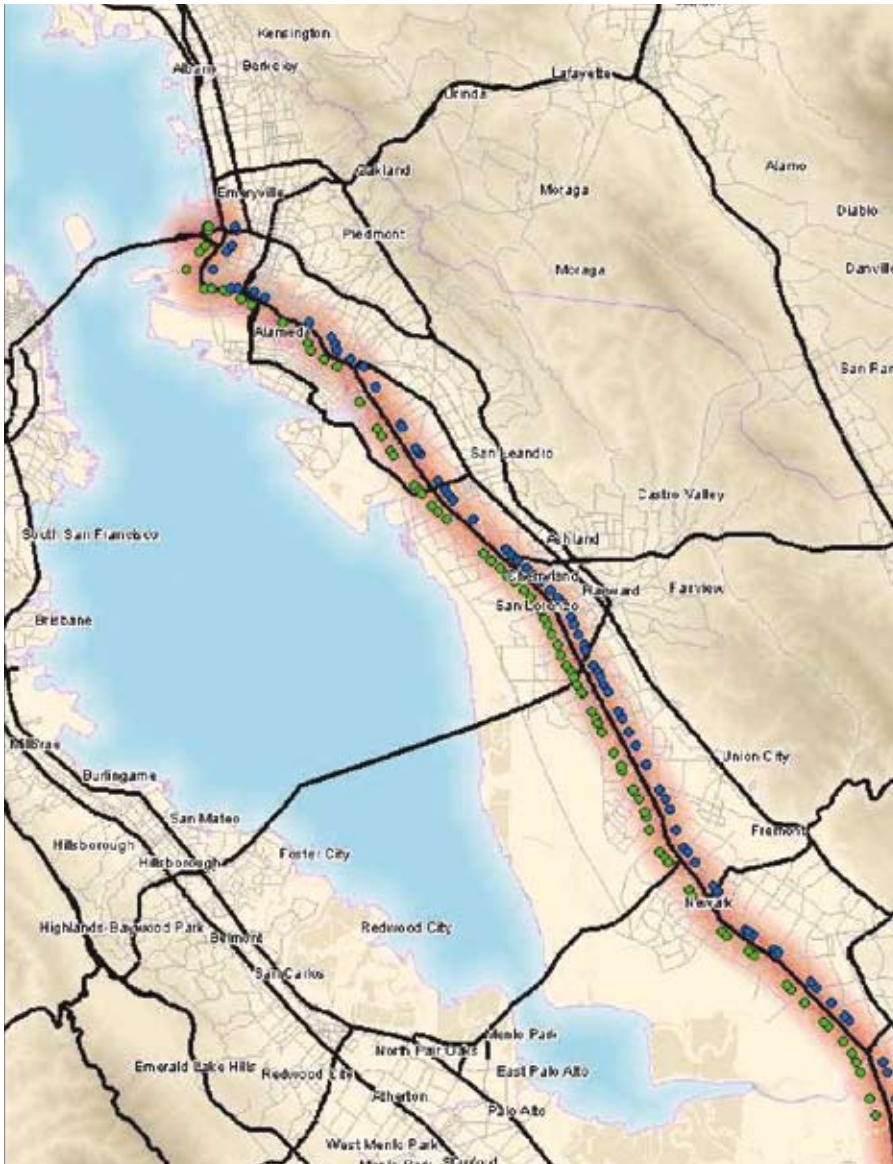 Kensington
Albany
Berkeley
Lafayette
Orinda
Oakland
Alamo
Emeryville
Moraga
Diablo
Piedmont
Moraga
Danville
Alameda
San Ram
San Leandro
Castro Valley
South San Francisco
Ashland
Cherryland
Hayward
Fairview
San Lorenzo
Brisbane
Millbrae
Burlingame
Union City
San Mateo
Fremont
Hillsborough
Foster City
Hillsborough
Newark
Highlands-Baywood Park
Redwood City
Belmont
San Carlos
Menlo Park
North Fair Oaks
Emerald Lake Hills
Redwood City
East Palo Alto
Atherton
Palo Alto
West Menlo Park
Menlo Park
Stanford